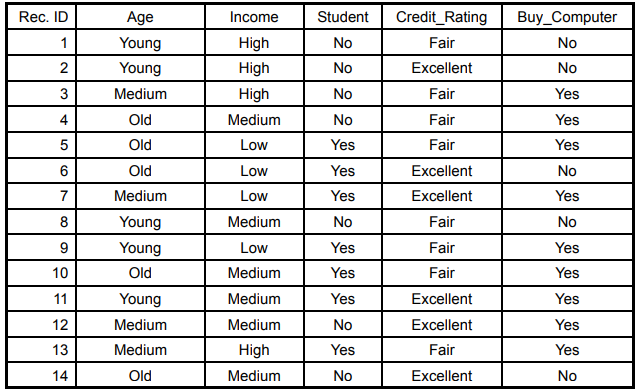 Rec. ID Age Income Student Credit_Rating Buy_Computer
1 Young High No Fair No
2 Young High No Excellent No
3 Medium High No Fair Yes
4 Old Medium No Fair Yes
5 Old Low Yes Fair Yes
6 Old Low Yes Excellent No
7 Medium Low Yes Excellent Yes
8 Young Medium No Fair No
9 Young Low Yes Fair Yes
10 Old Medium Yes Fair Yes
11 Young Medium Yes Excellent Yes
12 Medium Medium No Excellent Yes
13 Medium High Yes Fair Yes
14 Old Medium No Excellent No